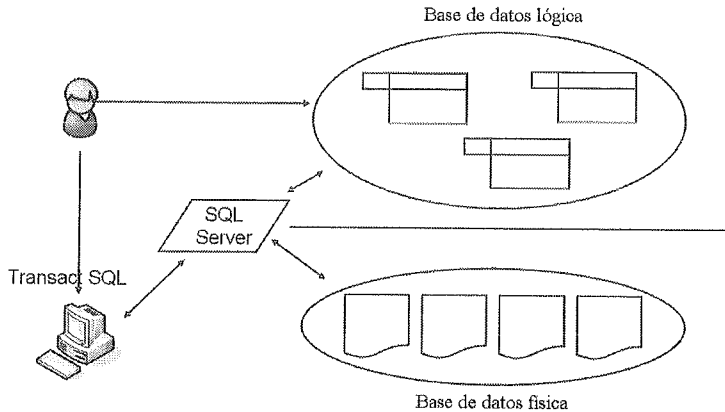 Base de datos lógica
SQL
Server
Transact SQL
Base de datos física